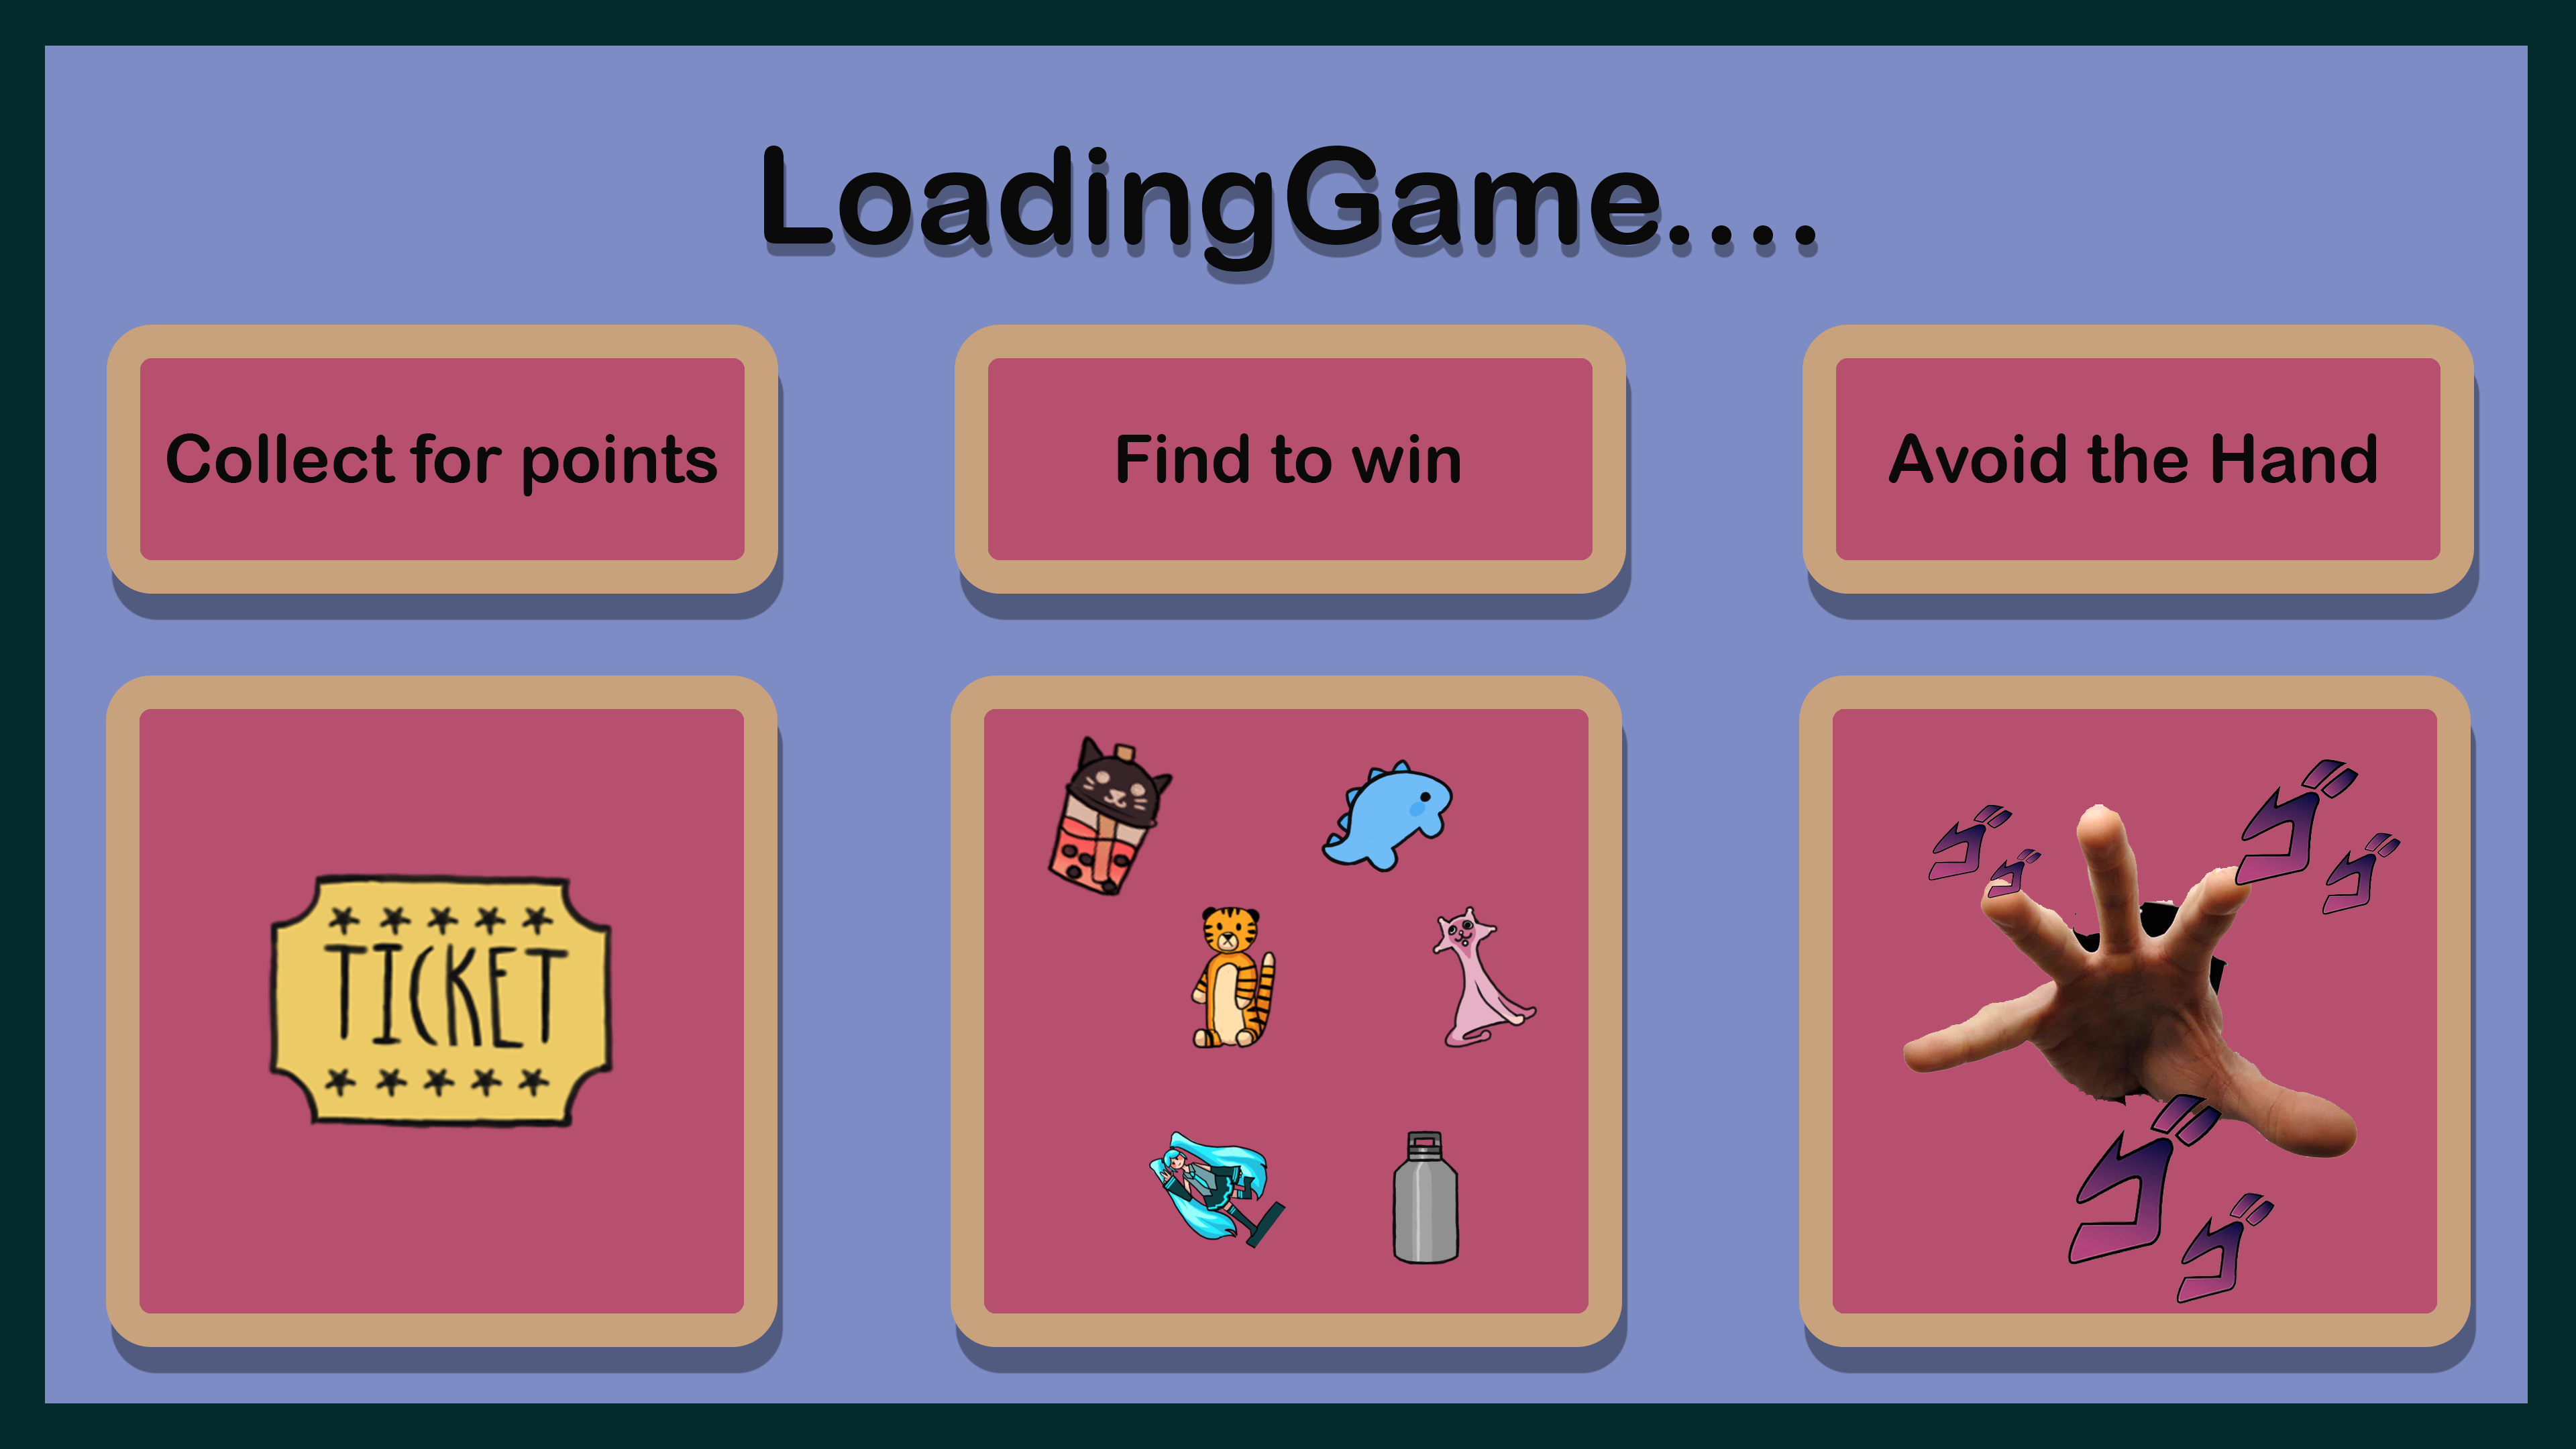 LoadingGame....
Collect for points
Find to win
Avoid the Hand
TICKET
ゴ
ゴ
ゴ
ゴ
ゴ
ゴ